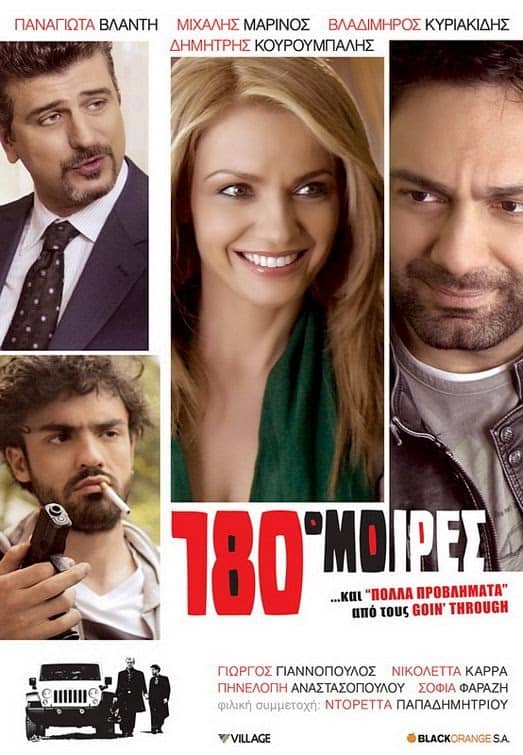 ΠΑΝΑΓΙΩΤΑ ΒΛΑΝΤΗ ΜΙΧΑΛΗΣ ΜΑΡΙΝΟΣ ΒΛΑΔΙΜΗΡΟΣ ΚΥΡΙΑΚΙΔΗΣ
ΔΗΜΗΤΡΗΣ ΚΟΥΡΟΥΜΠΑΛΗΣ
180° ΜΟΙΡΕΣ
...και "ΠΟΛΛΑ ΠΡΟΒΛΗΜΑΤΑ"
από τους GOIN' THROUGH
ΓΙΩΡΓΟΣ ΓΙΑΝΝΟΠΟΥΛΟΣ ΝΙΚΟΛΕΤΤΑ ΚΑΡΡΑ
ΠΗΝΕΛΟΠΗ ΑΝΑΣΤΑΣΟΠΟΥΛΟΥ ΣΟΦΙΑ ΦΑΡΑΖΗ
φιλική συμμετοχή: ΝΤΟΡΕΤΤΑ ΠΑΠΑΔΗΜΗΤΡΙΟΥ
VILLAGE BLACKORANGE S.A.